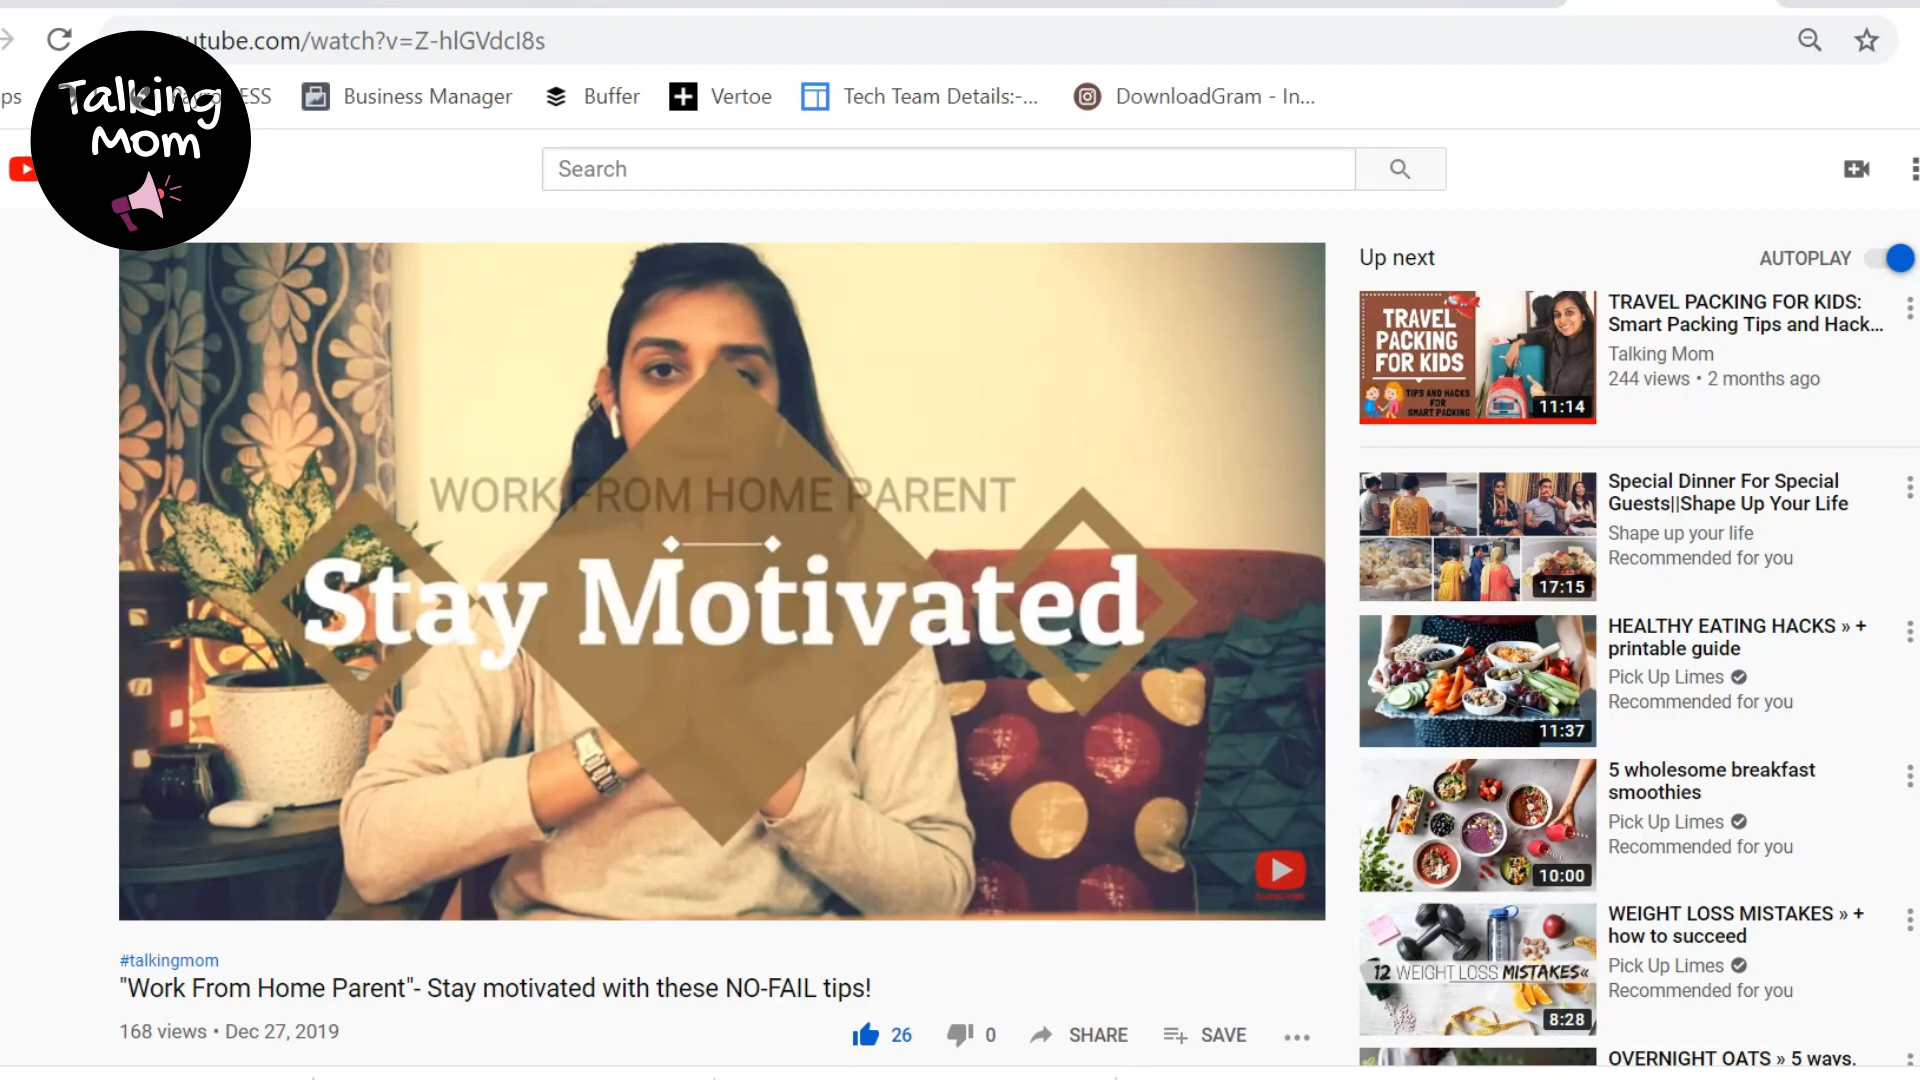 utube.com/watch?v=Z-hlGVdcI8s
Talking
Mom
ps
ESS
Business Manager
Buffer
Vertoe
Tech Team Details:-...
DownloadGram - In...
Search
WORK FROM HOME PARENT
Stay Motivated
#talkingmom
"Work From Home Parent"- Stay motivated with these NO-FAIL tips!
168 views • Dec 27, 2019
26
0
SHARE
SAVE
Up next
AUTOPLAY
TRAVEL
PACKING
FOR KIDS
TIPS AND HACKS
FOR
SMART PACKING
11:14
TRAVEL PACKING FOR KIDS:
Smart Packing Tips and Hack...
Talking Mom
244 views • 2 months ago
17:15
Special Dinner For Special
Guests||Shape Up Your Life
Shape up your life
Recommended for you
11:37
HEALTHY EATING HACKS » +
printable guide
Pick Up Limes
Recommended for you
10:00
5 wholesome breakfast
smoothies
Pick Up Limes
Recommended for you
12 WEIGHT LOSS MISTAKES«
8:28
WEIGHT LOSS MISTAKES » +
how to succeed
Pick Up Limes
Recommended for you
OVERNIGHT OATS » 5 ways.